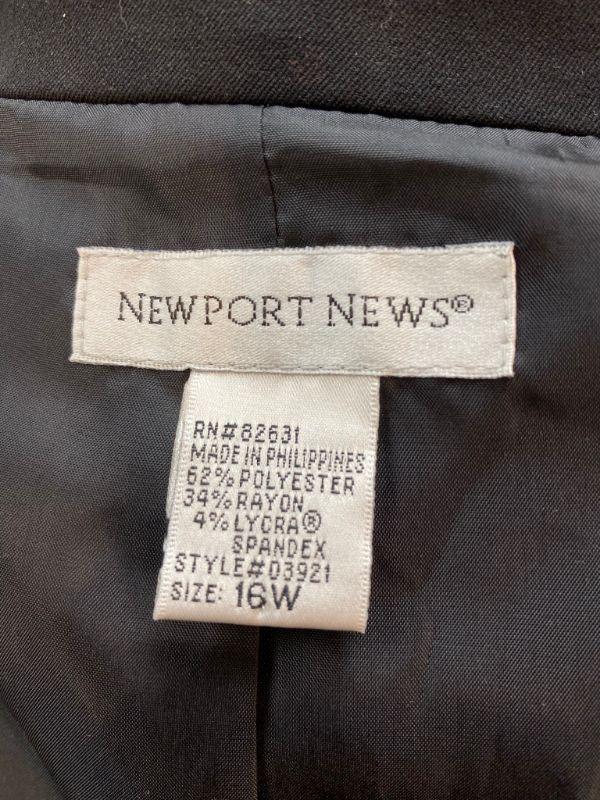 NEWPORT NEWS®
RN#82631
MADE IN PHILIPPINES
62% POLYESTER
34% RAYON
4% LYCRA®
SPANDEX
STYLE#03921
SIZE: 16W